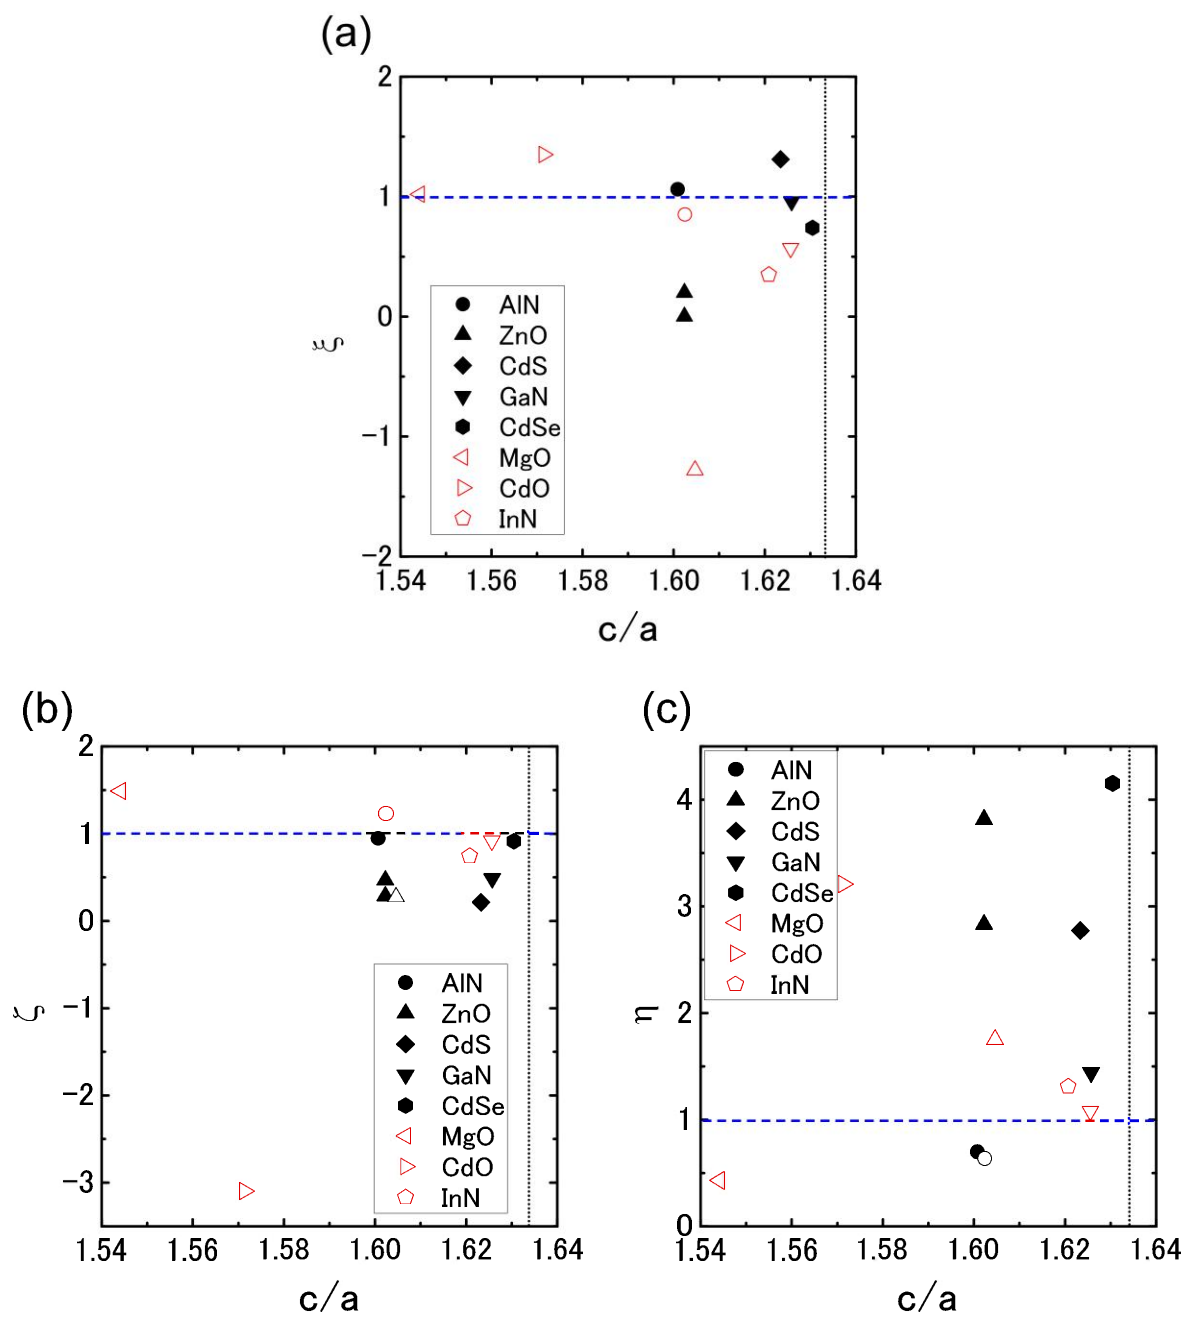 (a)
2
1
0
−1
−2
ξ
AlN
ZnO
CdS
GaN
CdSe
MgO
CdO
InN
1.54 1.56 1.58 1.60 1.62 1.64
c/a
(b)
2
1
0
−1
−2
−3
ζ
AlN
ZnO
CdS
GaN
CdSe
MgO
CdO
InN
1.54 1.56 1.58 1.60 1.62 1.64
c/a
(c)
4
3
2
1
0
η
AlN
ZnO
CdS
GaN
CdSe
MgO
CdO
InN
1.54 1.56 1.58 1.60 1.62 1.64
c/a